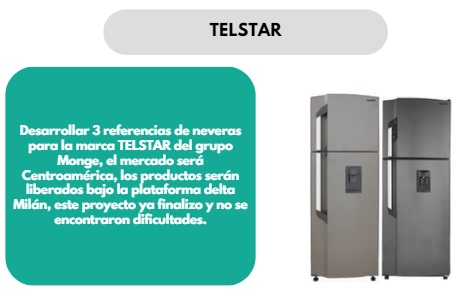 TELSTAR
Desarrollar 3 referencias de neveras
para la marca TELSTAR del grupo
Monge, el mercado será
Centroamérica, los productos serán
liberados bajo la plataforma delta
Milán, este proyecto ya finalizo y no se
encontraron dificultades.